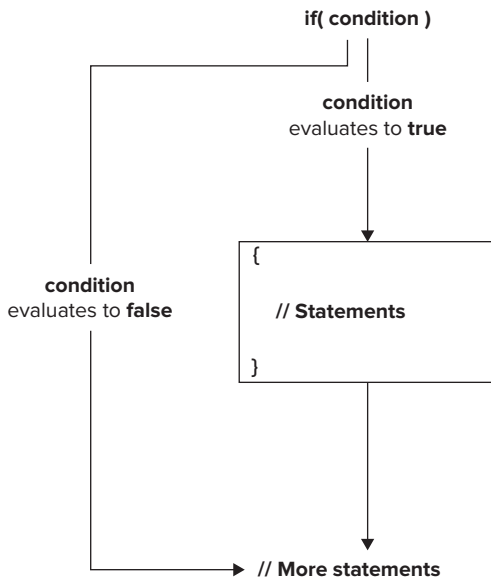 if( condition )
condition
evaluates to true
{
// Statements
}
condition
evaluates to false
// More statements